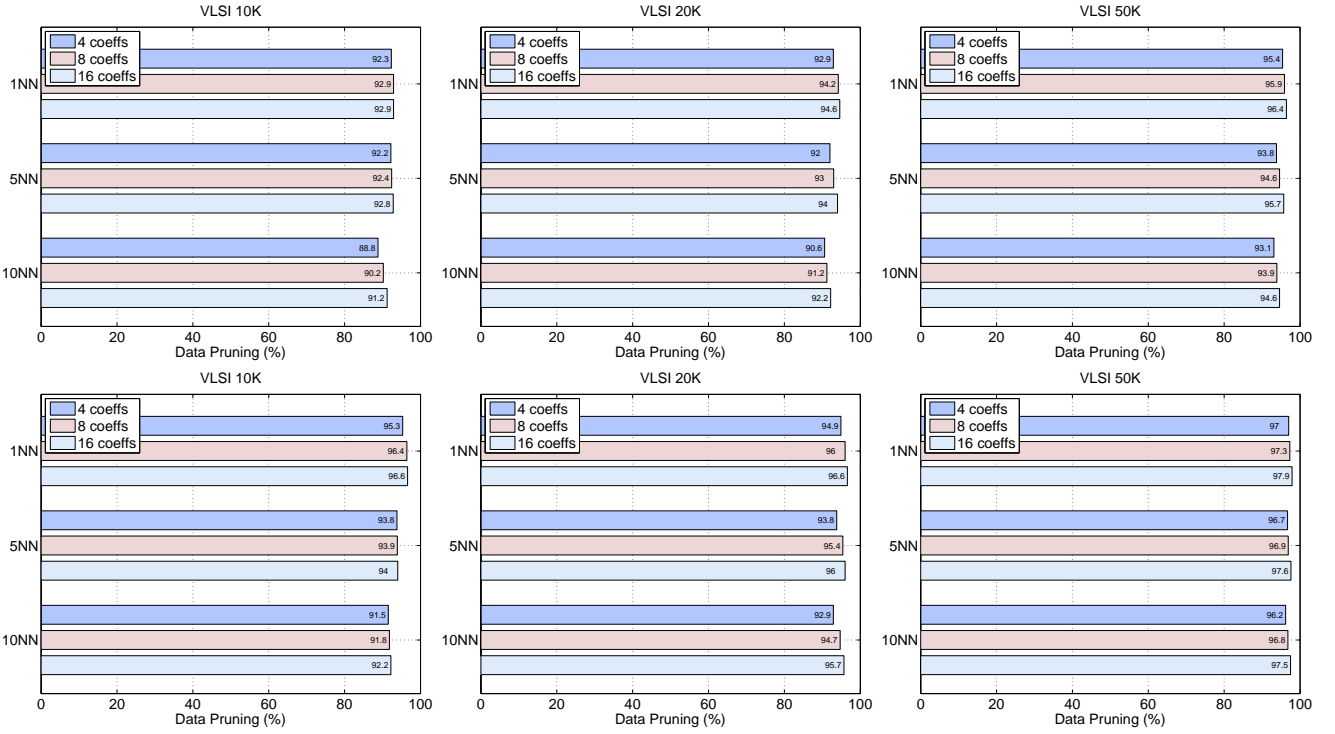 VLSI 10K
4 coeffs
8 coeffs
16 coeffs
92.3
1NN
92.9
92.9
92.2
5NN
92.4
92.8
88.8
10NN
90.2
91.2
0 20 40 60 80 100
Data Pruning (%)
VLSI 20K
4 coeffs
8 coeffs
16 coeffs
92.9
1NN
94.2
94.6
92
5NN
93
94
90.6
10NN
91.2
92.2
0 20 40 60 80 100
Data Pruning (%)
VLSI 50K
4 coeffs
8 coeffs
16 coeffs
95.4
1NN
95.9
96.4
93.8
5NN
94.6
95.7
93.1
10NN
93.9
94.6
0 20 40 60 80 100
Data Pruning (%)
VLSI 10K
4 coeffs
8 coeffs
16 coeffs
95.3
1NN
96.4
96.6
93.8
5NN
93.9
94
91.5
10NN
91.8
92.2
0 20 40 60 80 100
Data Pruning (%)
VLSI 20K
4 coeffs
8 coeffs
16 coeffs
94.9
1NN
96
96.6
93.8
5NN
95.4
96
92.9
10NN
94.7
95.7
0 20 40 60 80 100
Data Pruning (%)
VLSI 50K
4 coeffs
8 coeffs
16 coeffs
97
1NN
97.3
97.9
96.7
5NN
96.9
97.6
96.2
10NN
96.8
97.5
0 20 40 60 80 100
Data Pruning (%)